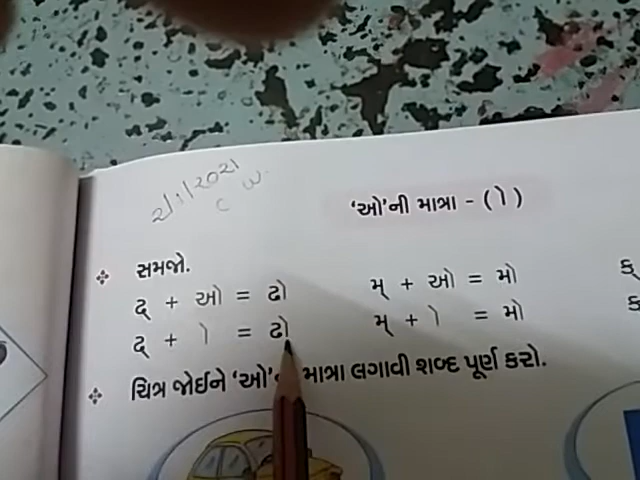 2/1/2021
C W.
‘ઓ’ની માત્રા - ( ો )
સમજો.
ઢ્ + ઓ = ઢો મ્ + ઓ = મો ક્
ઢ્ + ો = ઢો મ્ + ો = મો
ચિત્ર જોઈને ‘ઓ’ની માત્રા લગાવી શબ્દ પૂર્ણ કરો.